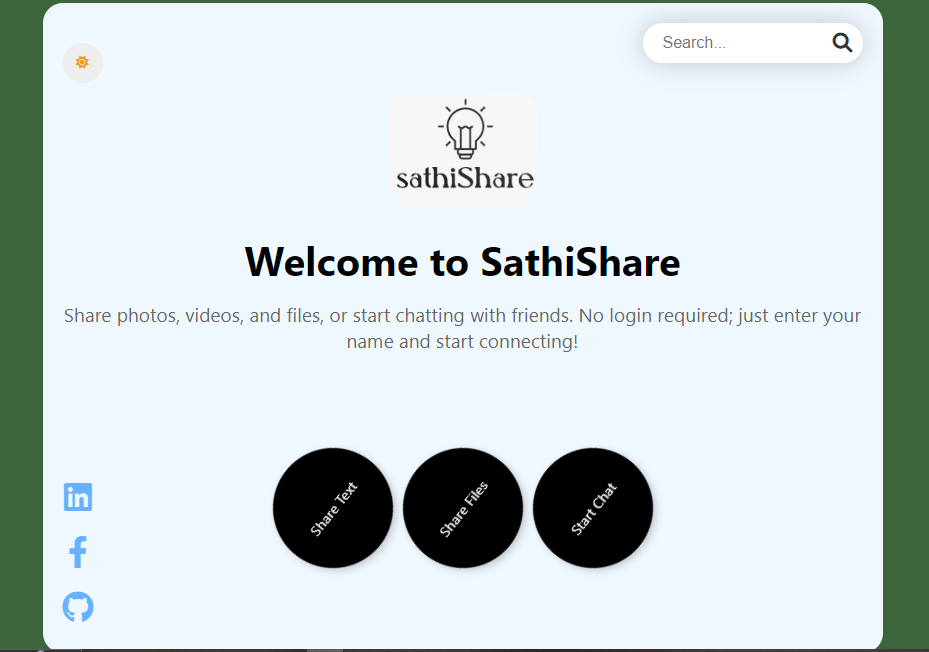 Search...
sathiShare
Welcome to SathiShare
Share photos, videos, and files, or start chatting with friends. No login required; just enter your
name and start connecting!
Share Text
Share Files
Start Chat
in